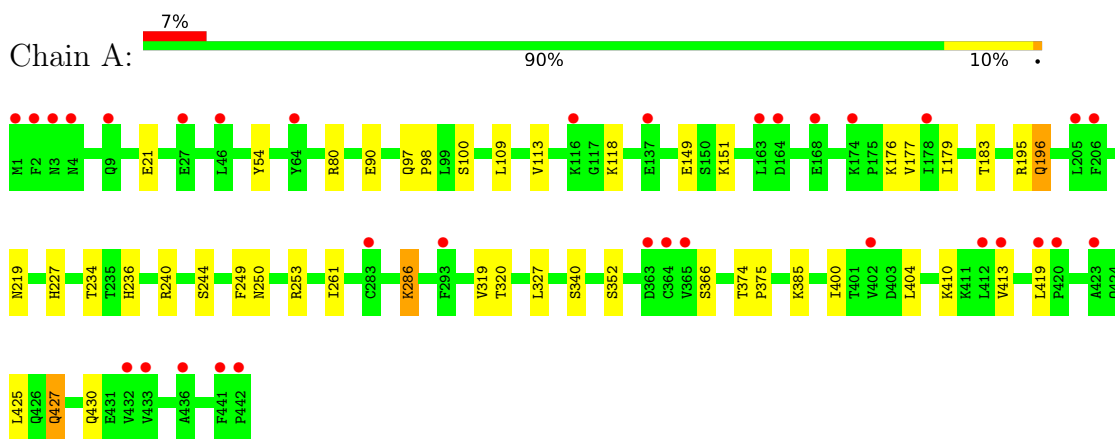 7%
Chain A:
90% 10% •
M1 F2 N3 N4 Q9 E21 E27 L46 Y54 Y64 R80 E90 Q97 P98 L99 S100 L109 V113 K116 G117 K118 E137 E149 S150 K151 L163 D164 E168 K174 P175 K176 V177 I178 I179 T183 R195 Q196 L205 F206
N219 H227 T234 T235 H236 R240 S244 F249 N250 R253 I261 C283 K286 F293 V319 T320 L327 S340 S352 D363 C364 V365 S366 T374 P375 K385 I400 T401 V402 D403 L404 K410 K411 L412 V413 L419 P420 A423
L425 Q426 Q427 Q430 E431 V432 V433 A436 F441 P442